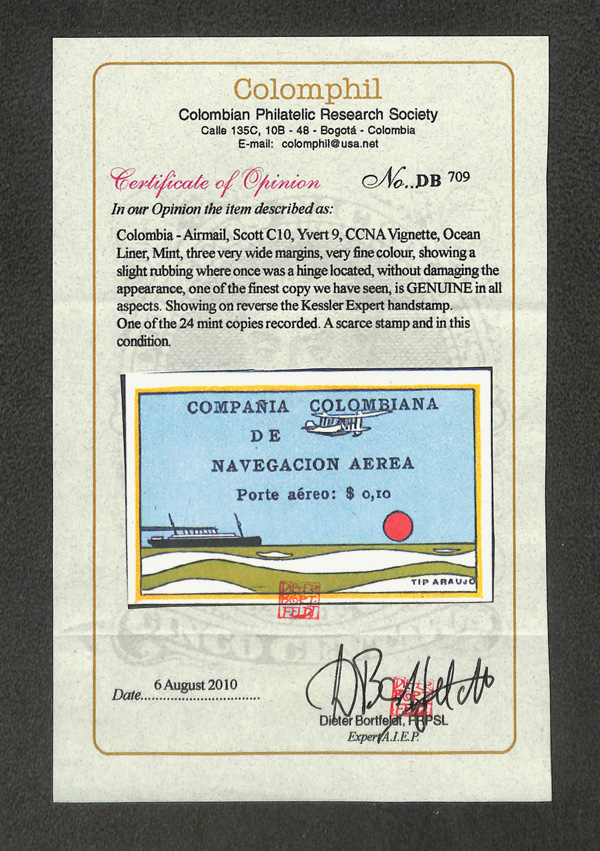 Colomphil
Colombian Philatelic Research Society
Calle 135C, 10B - 48 - Bogotá - Colombia
E-mail: colomphil@usa.net
Certificate of Opinion No..DB 709
In our Opinion the item described as:
Colombia - Airmail, Scott C10, Yvert 9, CCNA Vignette, Ocean
Liner, Mint, three very wide margins, very fine colour, showing a
slight rubbing where once was a hinge located, without damaging the
appearance, one of the finest copy we have seen, is GENUINE in all
aspects. Showing on reverse the Kessler Expert handstamp.
One of the 24 mint copies recorded. A scarce stamp and in this
condition.
COMPAÑIA COLOMBIANA
DE
NAVEGACION AEREA
Porte aéreo: $ 0,10
TIP ARAUJO
DIETER
BORT
FELDT
CINCO CENTAVOS
Date.............................. 6 August 2010
Dieter Bortfeldt, FRPSL
Expert A.I.E.P.